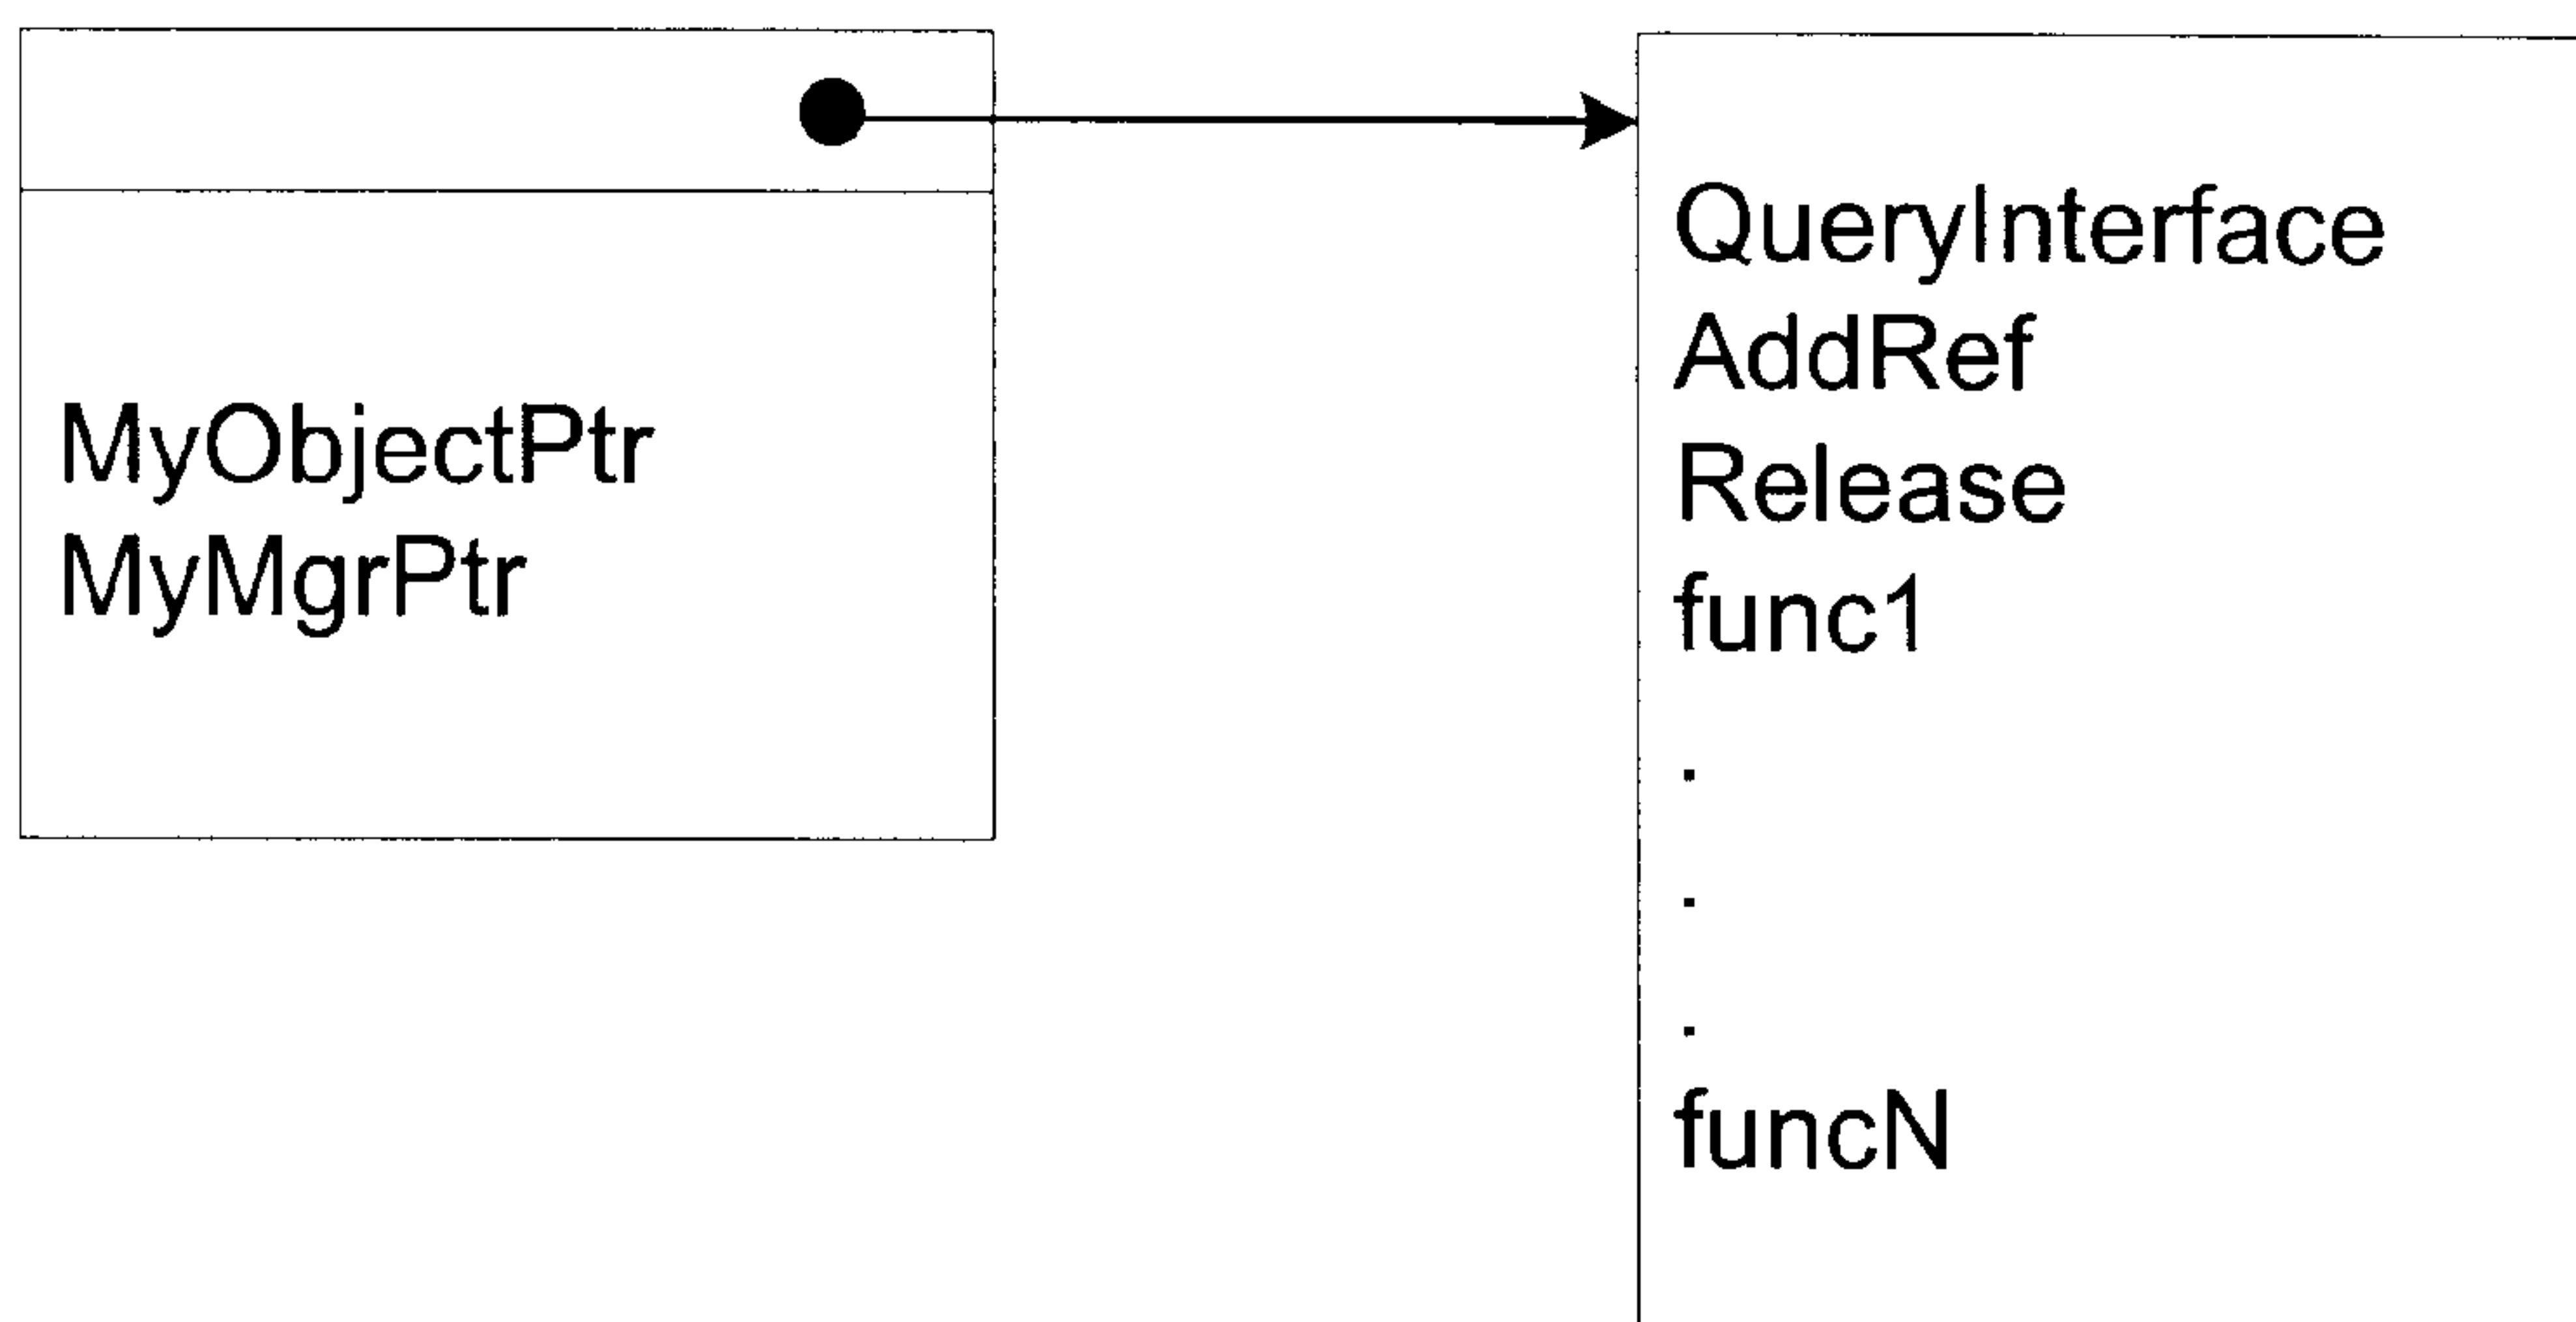 MyObjectPtr
MyMgrPtr
QueryInterface
AddRef
Release
func1
.
.
.
funcN